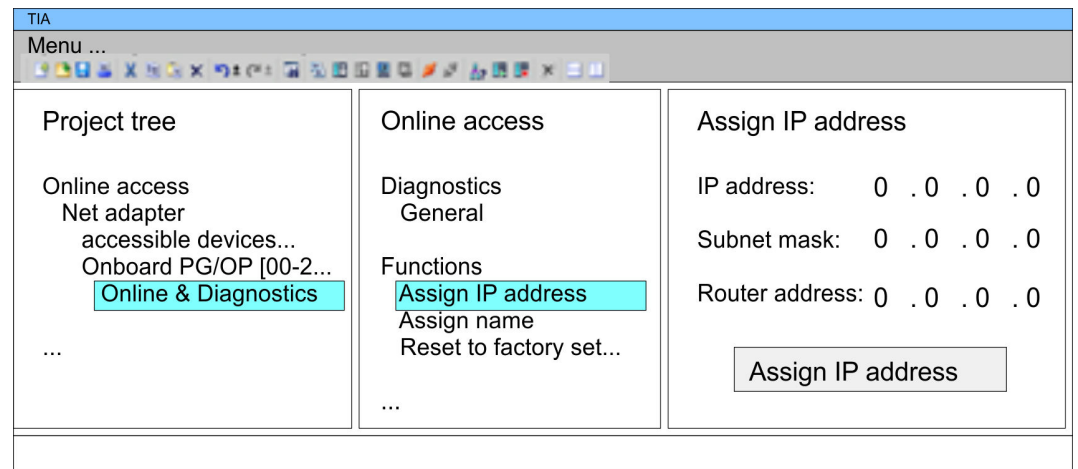 TIA
Menu ...
Project tree
Online access
Net adapter
accessible devices...
Onboard PG/OP [00-2...
Online & Diagnostics
...
Online access
Diagnostics
General
Functions
Assign IP address
Assign name
Reset to factory set...
...
Assign IP address
IP address: 0 . 0 . 0 . 0
Subnet mask: 0 . 0 . 0 . 0
Router address: 0 . 0 . 0 . 0
Assign IP address